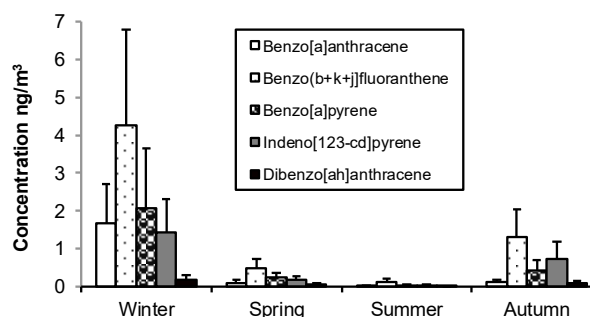 7
6
5
4
3
2
1
0
Concentration ng/m³
Benzo[a]anthracene
Benzo(b+k+j]fluoranthene
Benzo[a]pyrene
Indeno[123-cd]pyrene
Dibenzo[ah]anthracene
Winter Spring Summer Autumn